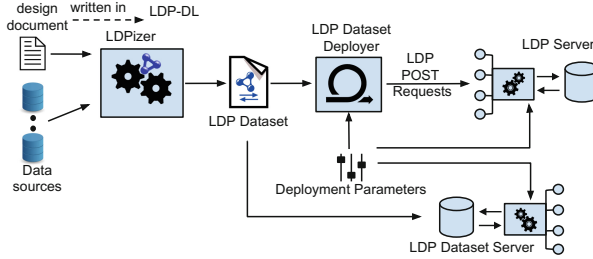 design
document
written in
LDP-DL
LDPizer
LDP Dataset
Deployer
LDP
POST
Requests
LDP Server
LDP Dataset
Data
sources
Deployment Parameters
LDP Dataset Server